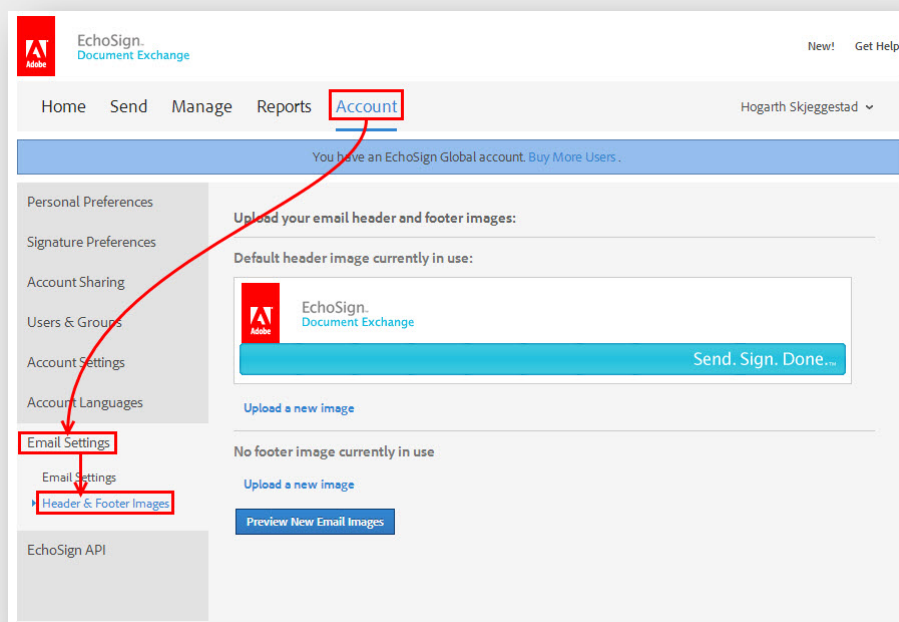 EchoSign.
Document Exchange
Adobe
New! Get Help
Home Send Manage Reports Account
Hogarth Skjeggestad
You have an EchoSign Global account. Buy More Users .
Personal Preferences
Signature Preferences
Account Sharing
Users & Groups
Account Settings
Account Languages
Email Settings
Email Settings
Header & Footer Images
EchoSign API
Upload your email header and footer images:
Default header image currently in use:
EchoSign.
Document Exchange
Adobe
Send. Sign. Done.™
Upload a new image
No footer image currently in use
Upload a new image
Preview New Email Images